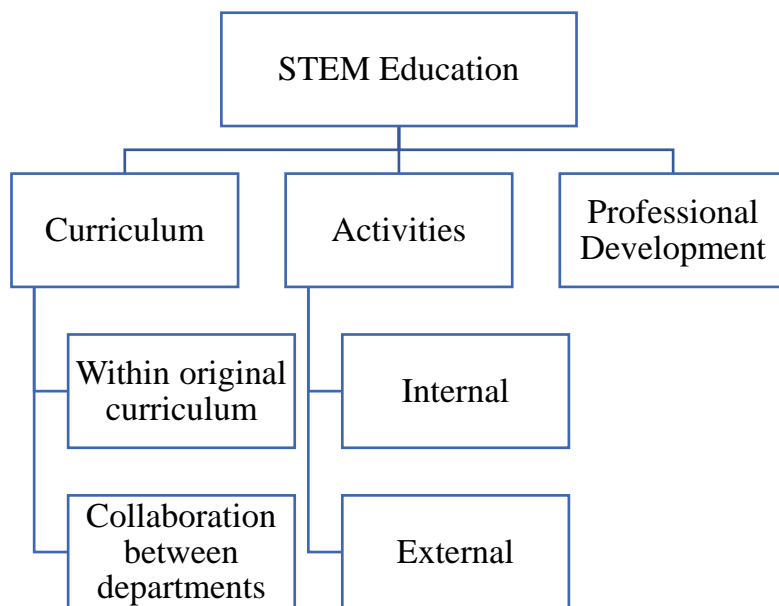 STEM Education
Curriculum
Activities
Professional
Development
Within original
curriculum
Internal
Collaboration
between
departments
External